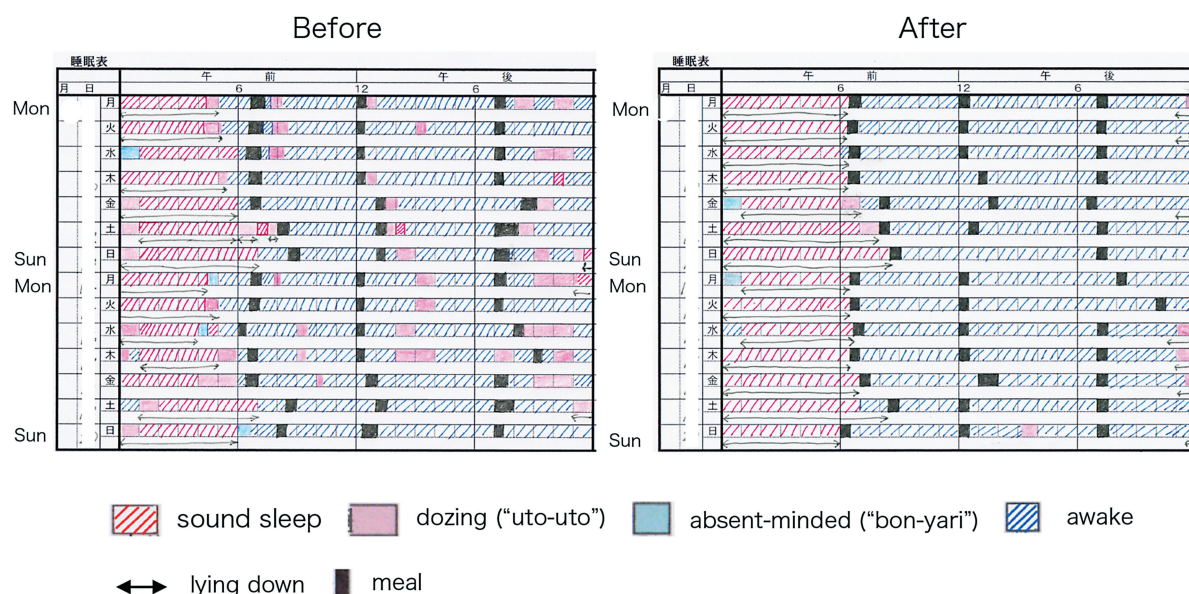 Before
After
睡眠表
午 前
午 後
月 日
6
12
6
Mon
月
火
水
木
金
土
Sun
日
Mon
月
火
水
木
金
土
Sun
日
睡眠表
午 前
午 後
月 日
6
12
6
Mon
月
火
水
木
金
土
Sun
日
Mon
月
火
水
木
金
土
Sun
日
sound sleep
dozing (“uto-uto”)
absent-minded (“bon-yari”)
awake
lying down
meal